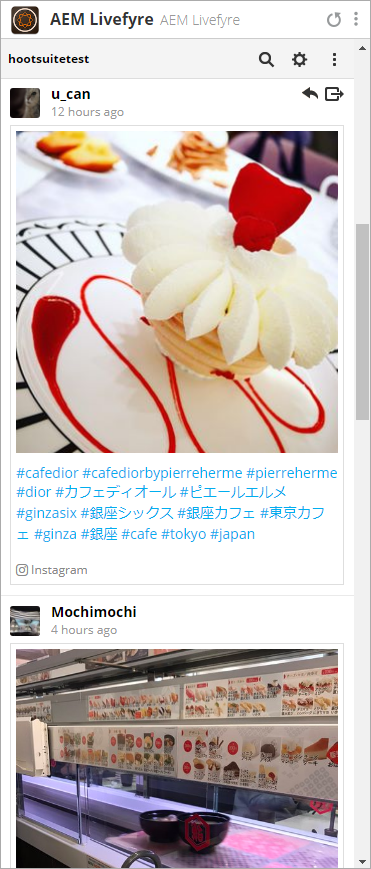 AEM Livefyre AEM Livefyre
hootsuitetest
u_can
12 hours ago
#cafedior #cafediorbypierreherme #pierreherme
#dior #カフェディオール #ピエールエルメ
#ginzasix #銀座シックス #銀座カフェ #東京カフ
ェ #ginza #銀座 #cafe #tokyo #japan
Instagram
Mochimochi
4 hours ago